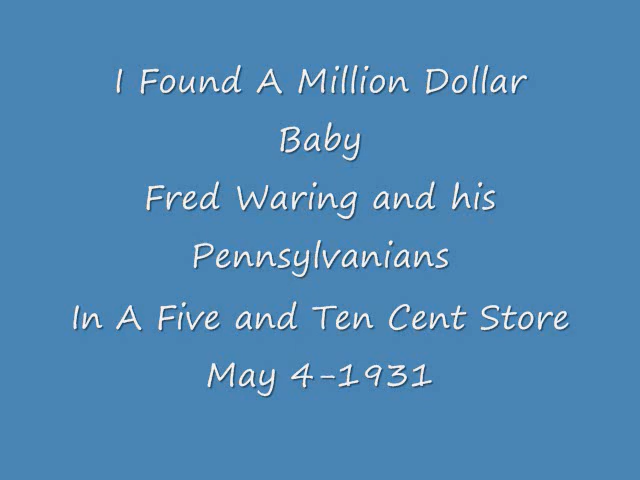 I Found A Million Dollar
Baby
Fred Waring and his
Pennsylvanians
In A Five and Ten Cent Store
May 4-1931